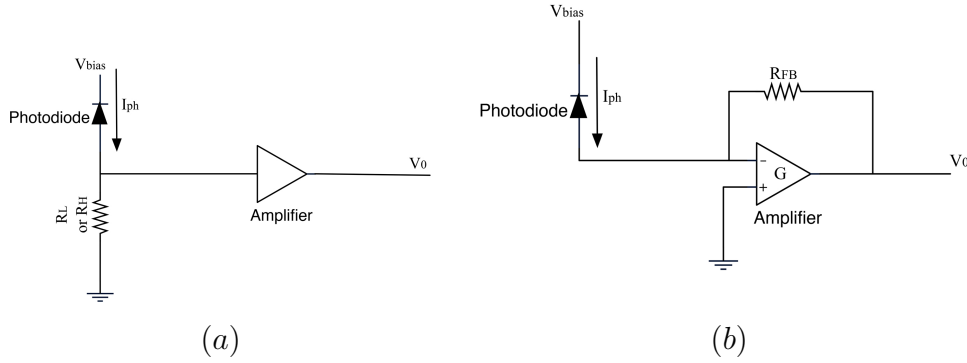 Vbias
Iph
Photodiode
V0
RL
or RH
Amplifier
(a)
Vbias
Iph
Photodiode
RFB
−
G
+
V0
Amplifier
(b)